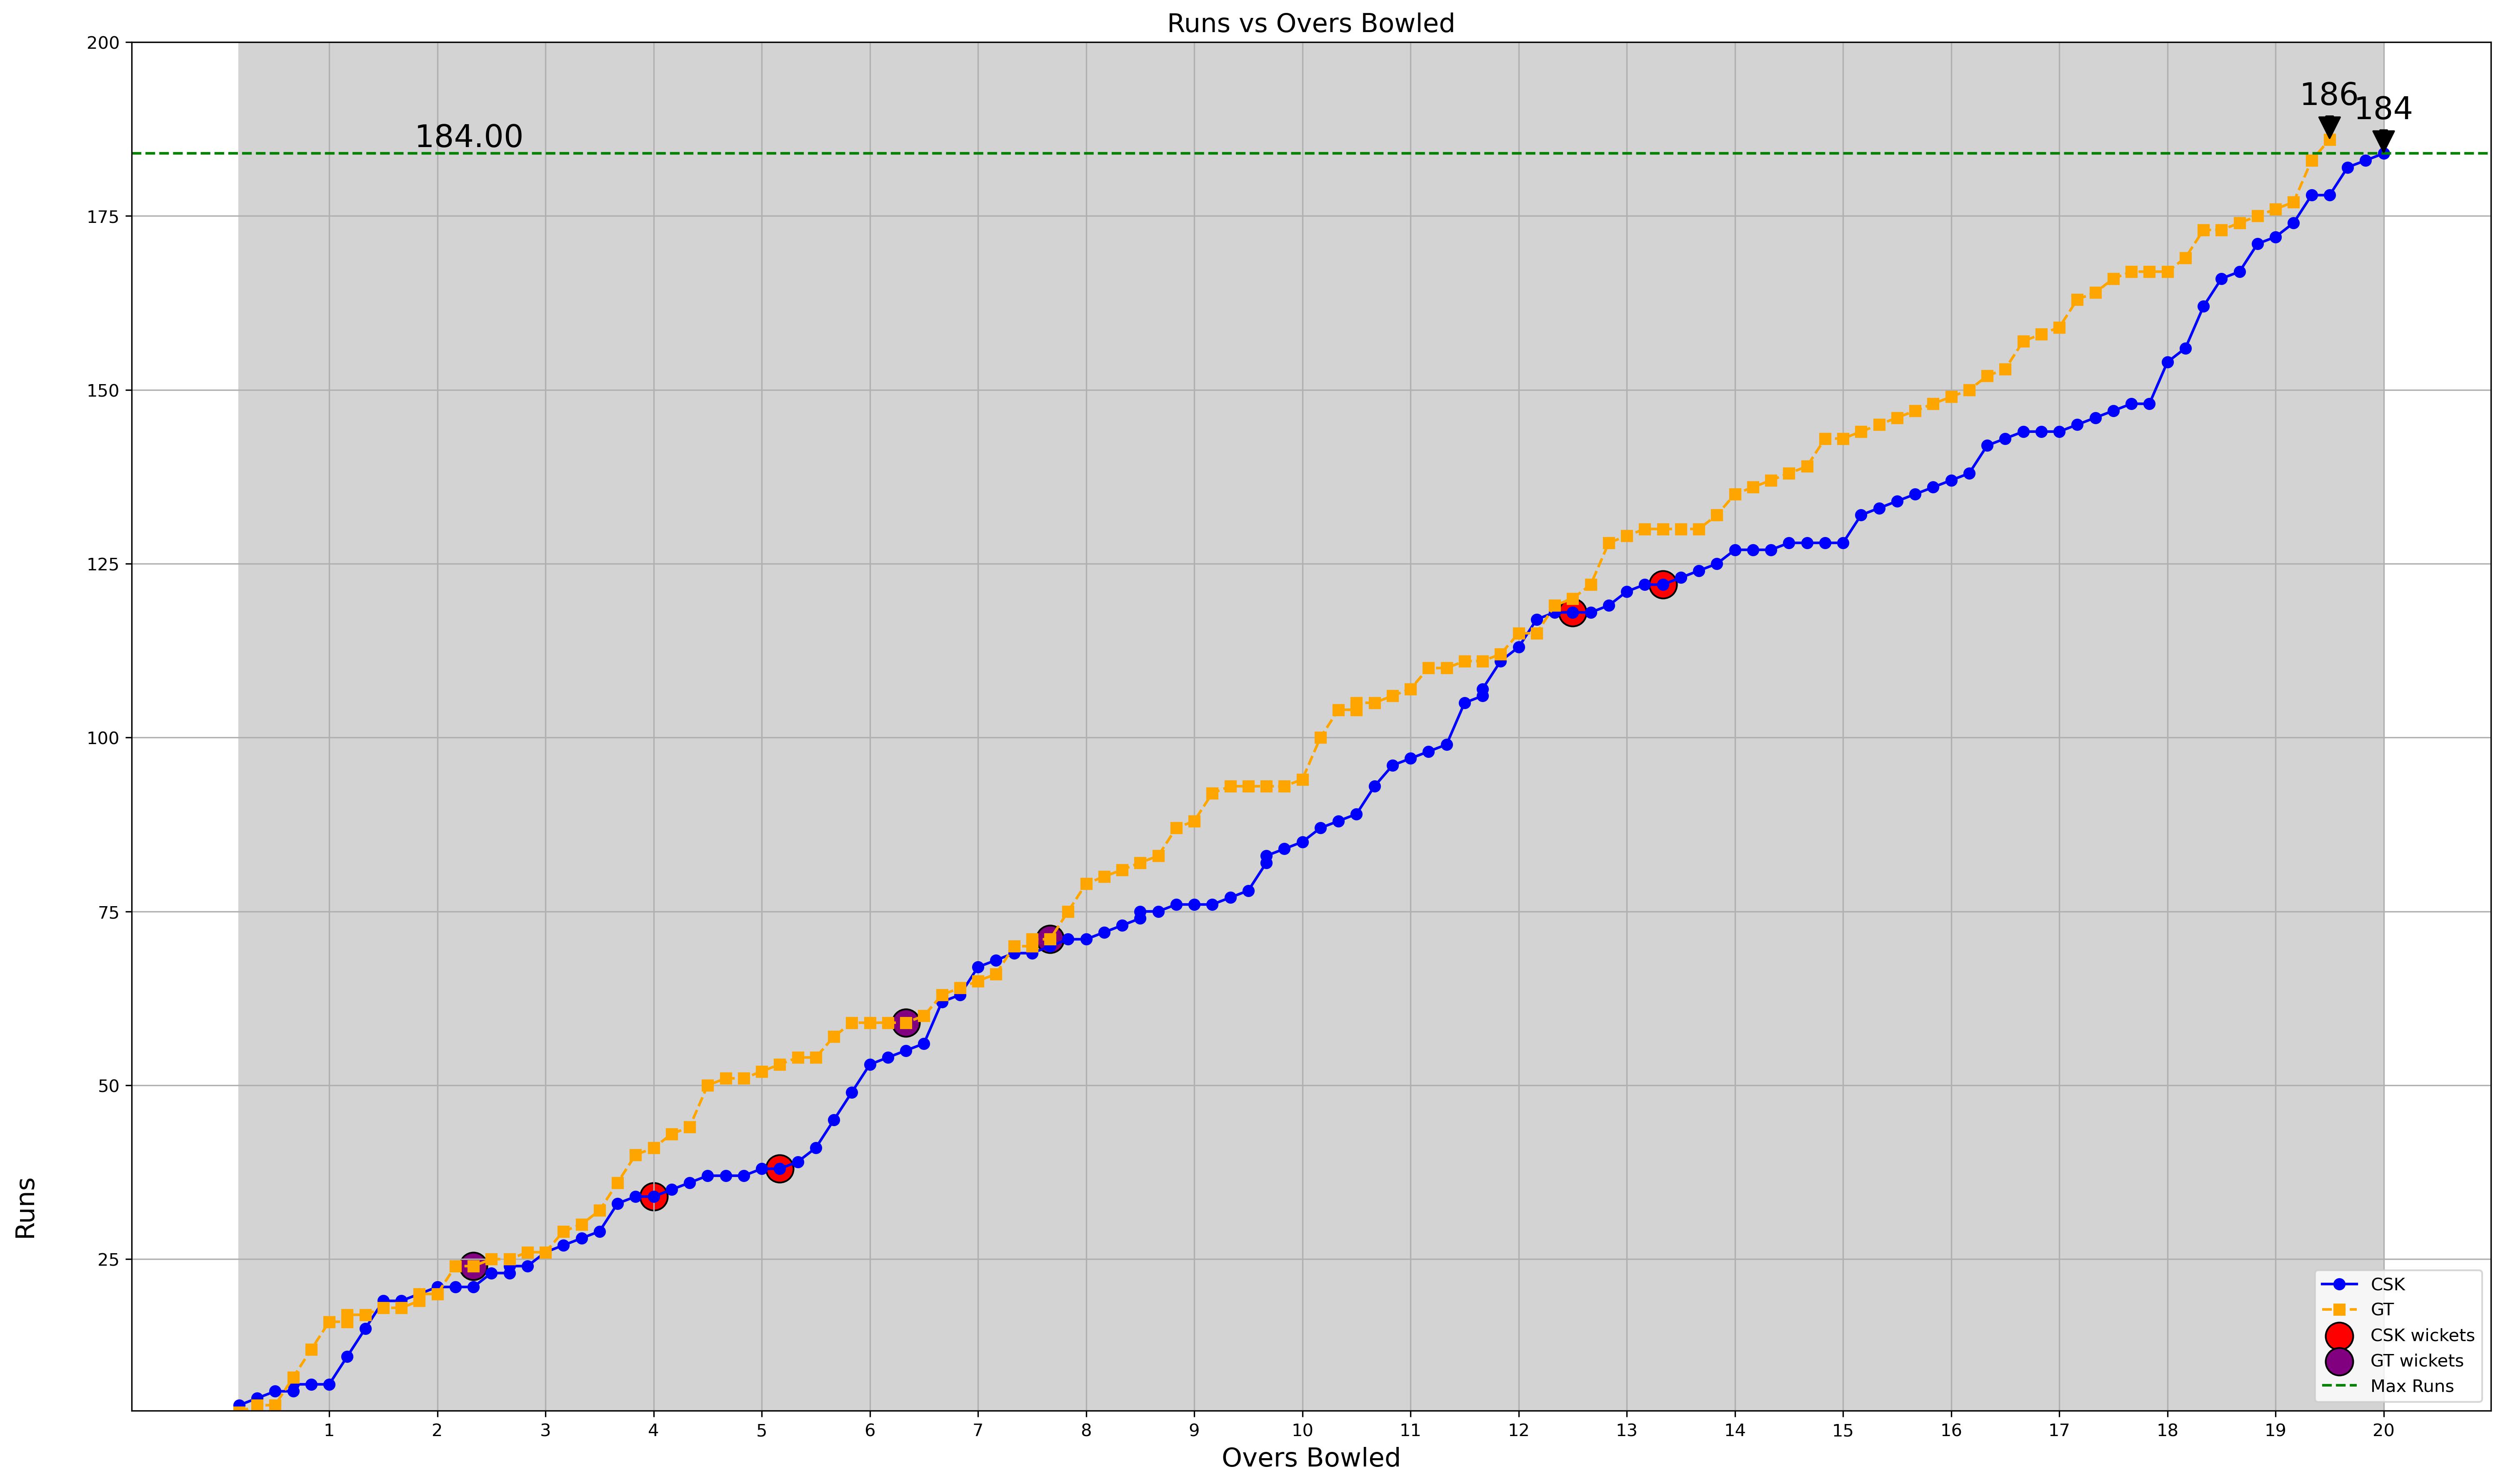 Runs vs Overs Bowled
200
175
150
125
100
75
50
25
Runs
184.00
186
184
1 2 3 4 5 6 7 8 9 10 11 12 13 14 15 16 17 18 19 20
Overs Bowled
CSK
GT
CSK wickets
GT wickets
Max Runs